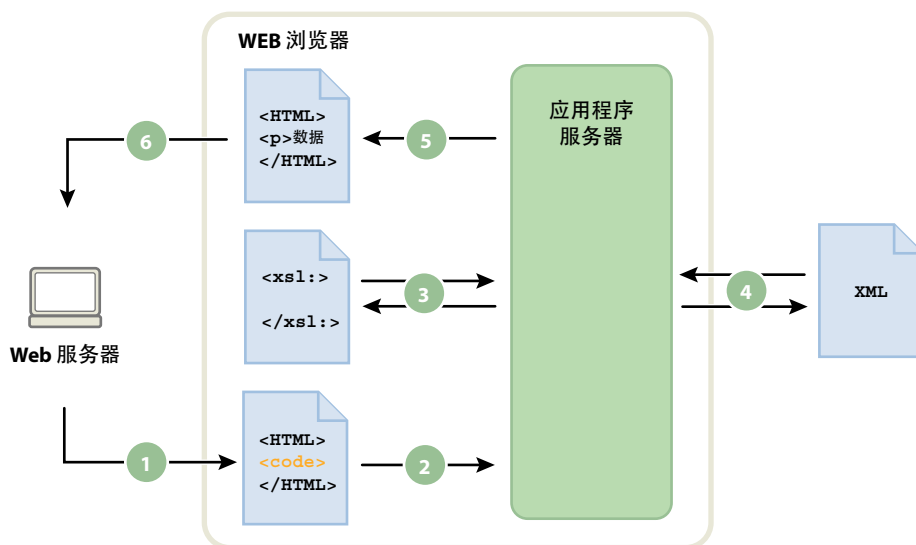 WEB 浏览器
<HTML>
<p>数据
</HTML>
6
5
应用程序
服务器
<xsl:>
</xsl:>
3
4
XML
Web 服务器
<HTML>
<code>
</HTML>
1
2